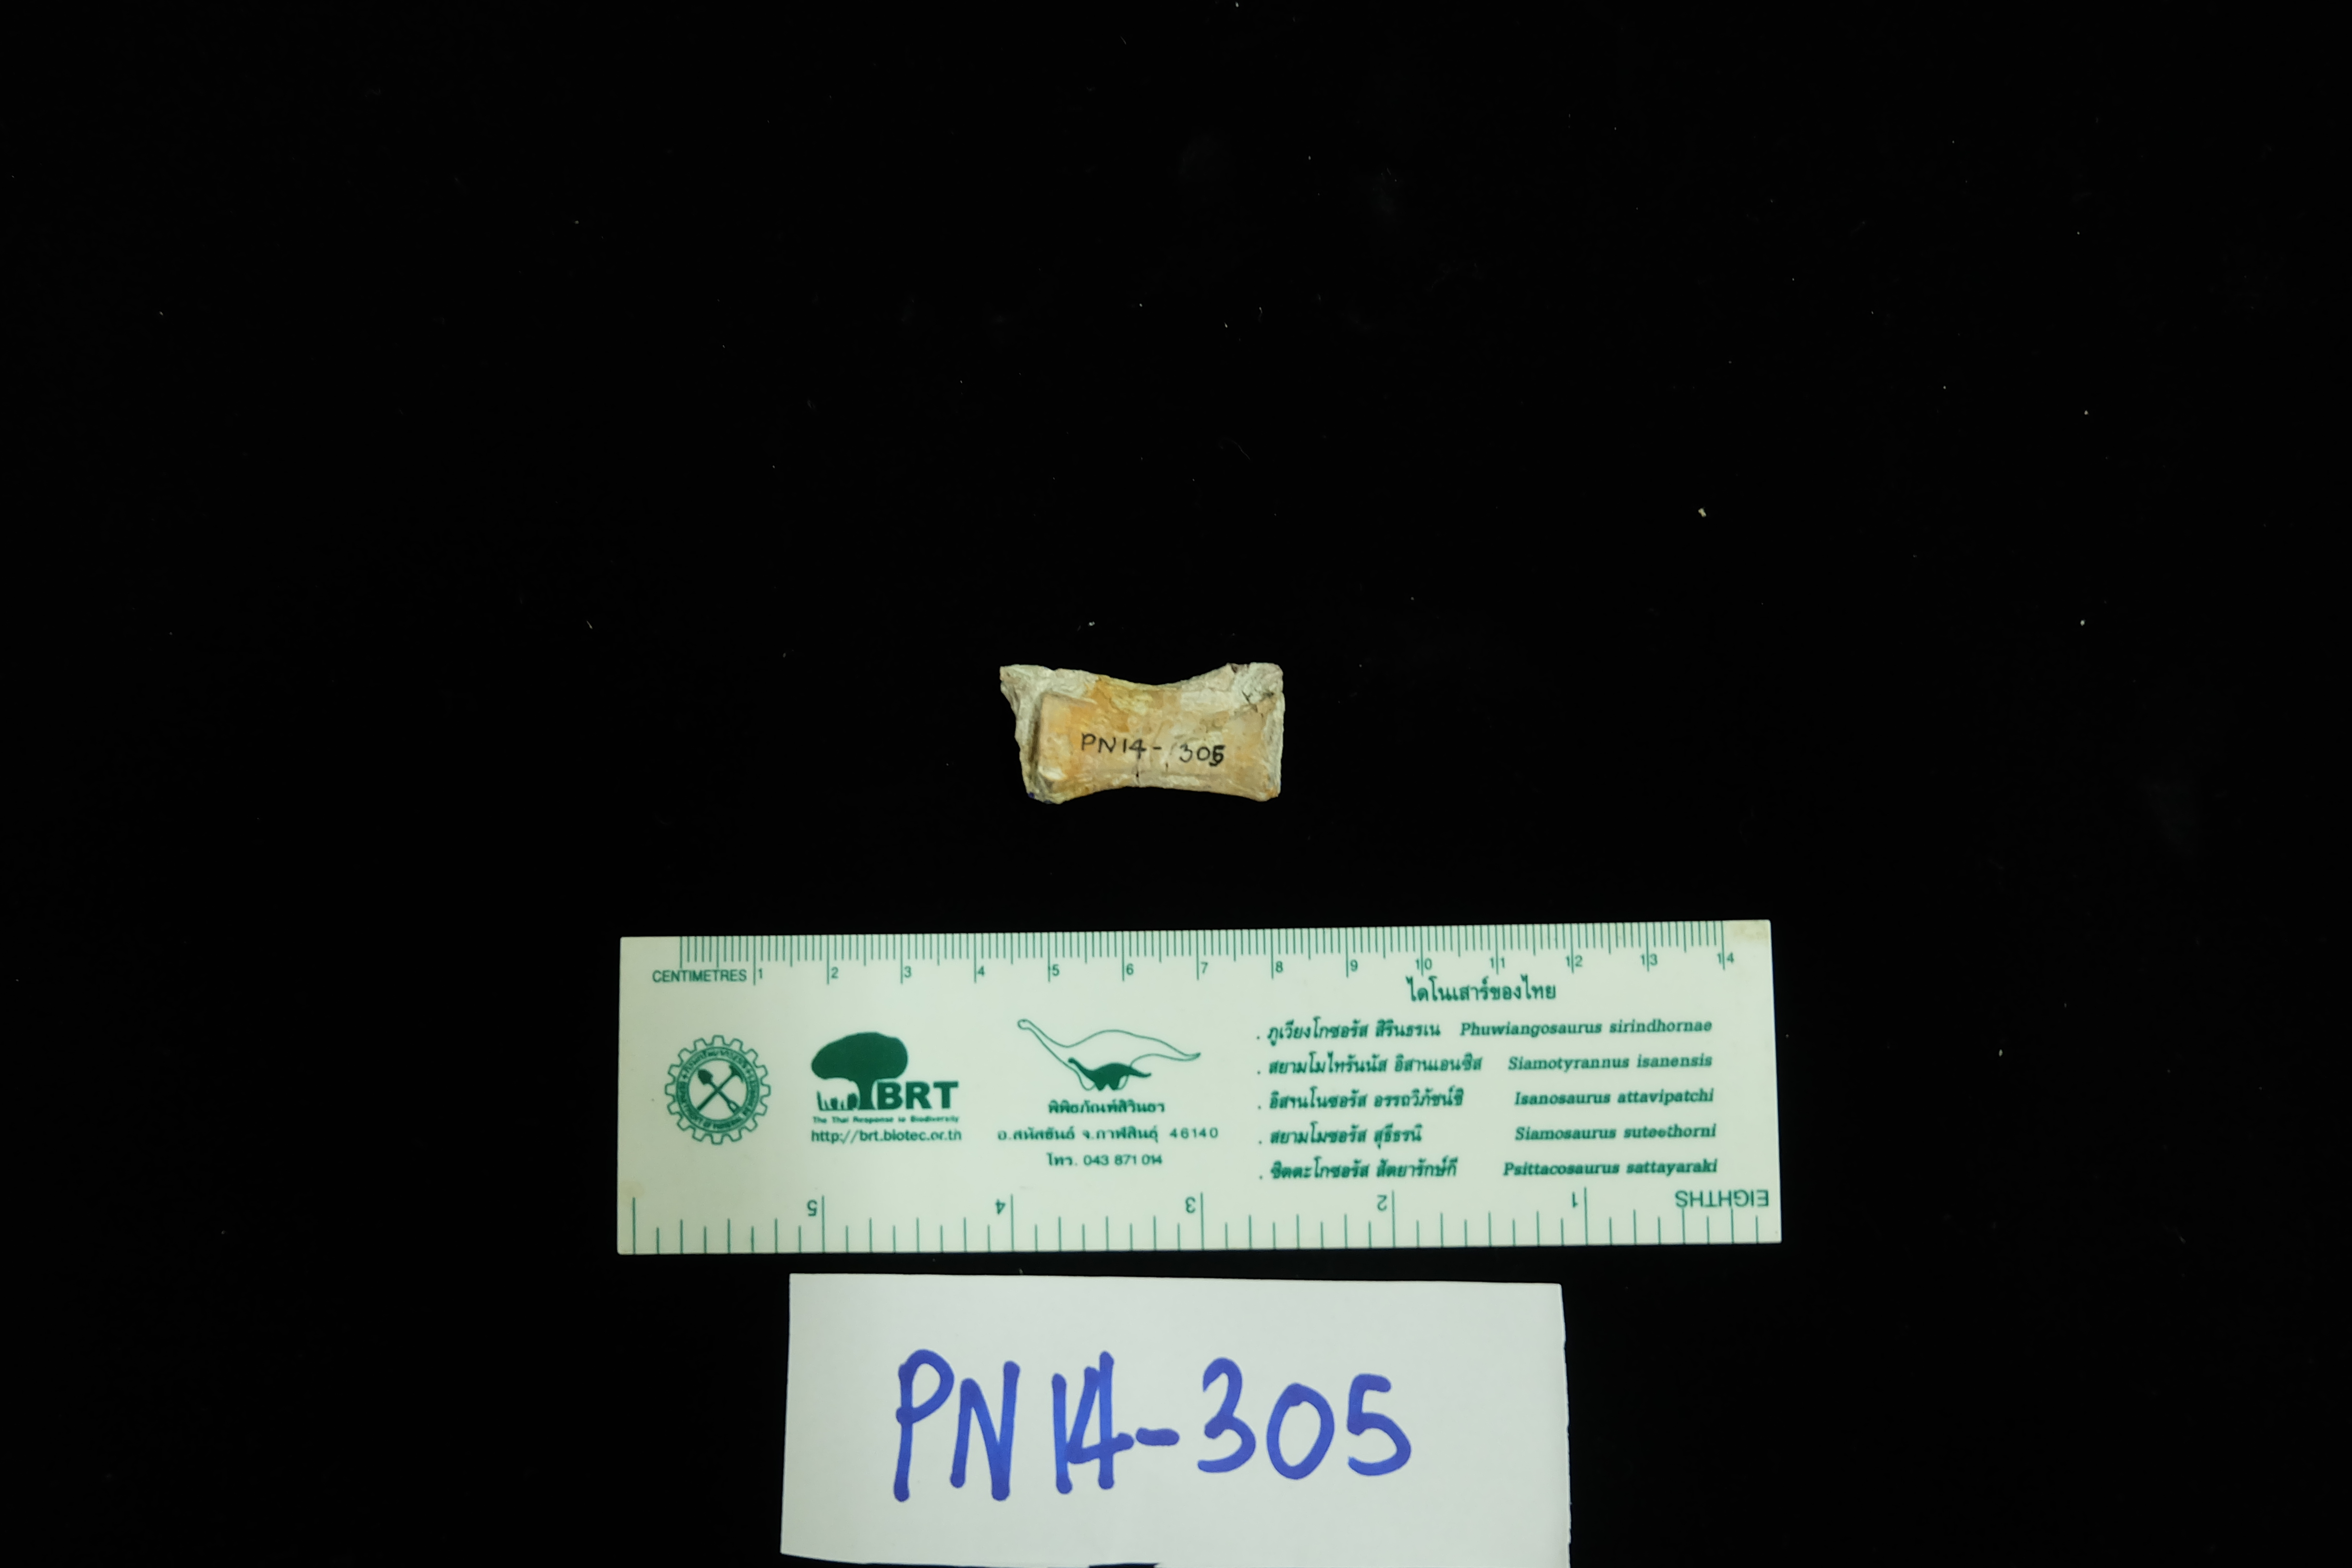 PN14-305
CENTIMETRES 1 2 3 4 5 6 7 8 9 10 11 12 13 14
ไดโนเสาร์ของไทย
. ภูเวียงโกซอรัส สิรินธรเน Phuwiangosaurus sirindhornae
. สยามโมไทรันนัส อิสานเอนซิส Siamotyrannus isanensis
. อิสานโนซอรัส อรรถวิภัชน์ชิ Isanosaurus attavipatchi
. สยามโมซอรัส สุธีธรนิ Siamosaurus suteethorni
. ซิตตะโกซอรัส สัตยารักษ์กี Psittacosaurus sattayaraki
BRT
The Thai Response to Biodiversity
http://brt.biotec.or.th
พิพิธภัณฑ์สิรินธร
อ.สหัสขันธ์ จ.กาฬสินธุ์ 46140
โทร. 043 871 014
5 4 3 2 1 EIGHTHS
PN14-305